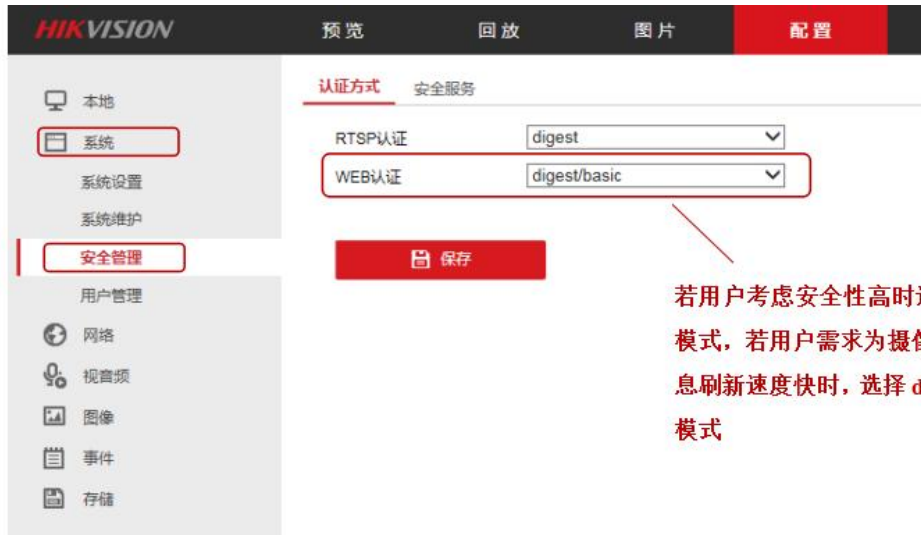 HIKVISION 预览 回放 图片 配置
认证方式 安全服务
本地
系统
系统设置
系统维护
安全管理
用户管理
网络
视音频
图像
事件
存储
RTSP认证 digest
WEB认证 digest/basic
保存
若用户考虑安全性高时
模式，若用户需求为摄
息刷新速度快时，选择 d
模式